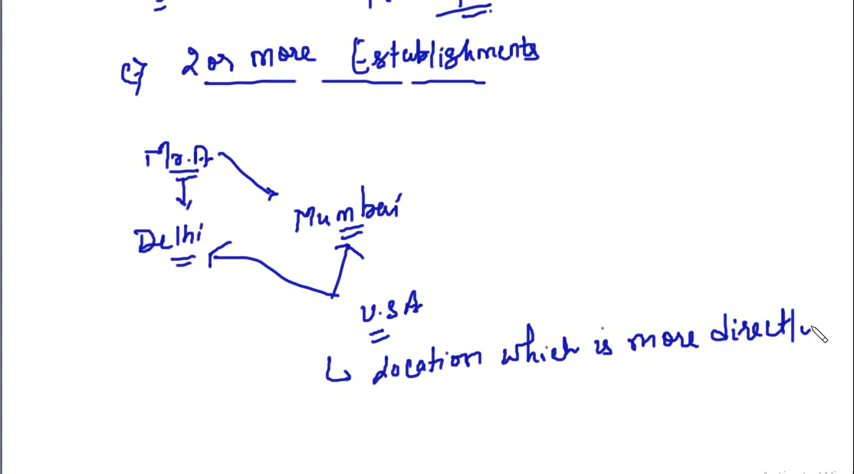 c) 2 or more Establishments
Mr.A
Mumbai
Delhi
U.S.A
Location which is more directly